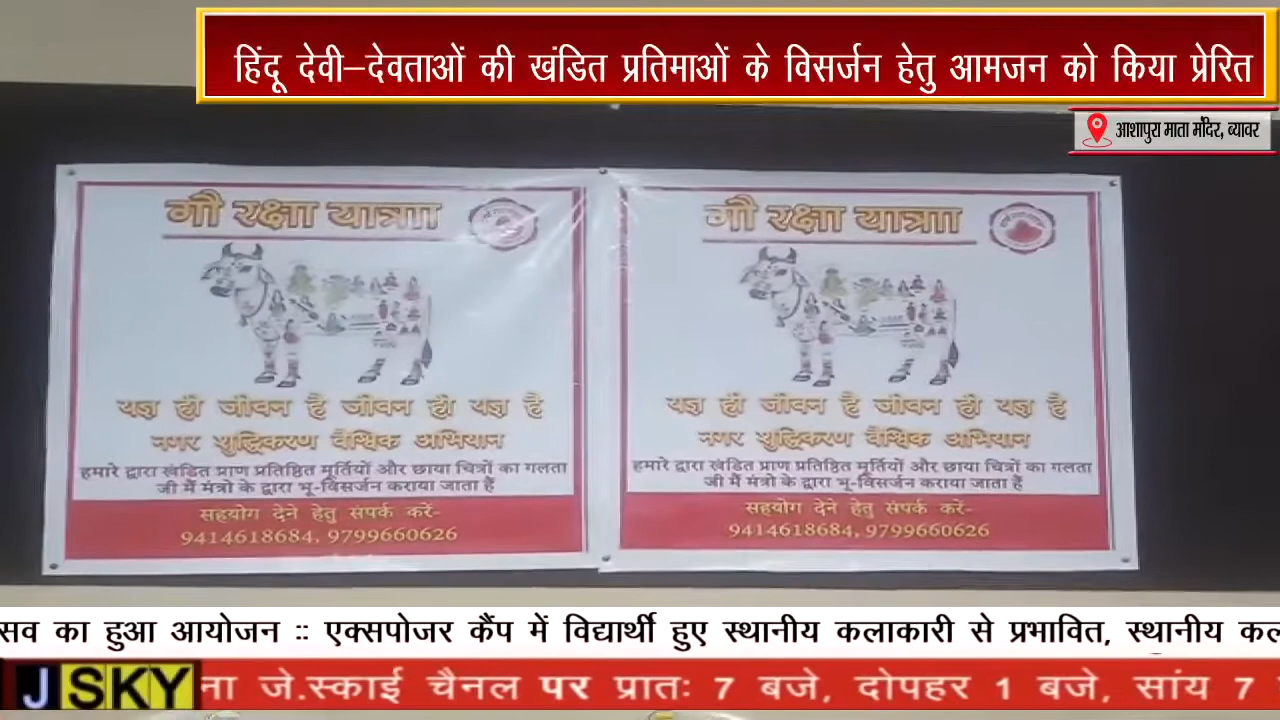 हिंदू देवी–देवताओं की खंडित प्रतिमाओं के विसर्जन हेतु आमजन को किया प्रेरित
आशापुरा माता मंदिर, ब्यावर
गौ रक्षा यात्राा
यज्ञ ही जीवन है जीवन ही यज्ञ है
नगर शुद्धिकरण वैश्विक अभियान
हमारे द्वारा खंडित प्राण प्रतिष्ठित मूर्तियों और छाया चित्रों का गलता
जी मैं मंत्रो के द्वारा भू-विसर्जन कराया जाता हैं
सहयोग देने हेतु संपर्क करें-
9414618684, 9799660626
गौ रक्षा यात्राा
यज्ञ ही जीवन है जीवन ही यज्ञ है
नगर शुद्धिकरण वैश्विक अभियान
हमारे द्वारा खंडित प्राण प्रतिष्ठित मूर्तियों और छाया चित्रों का गलता
जी मैं मंत्रो के द्वारा भू-विसर्जन कराया जाता हैं
सहयोग देने हेतु संपर्क करें-
9414618684, 9799660626
सव का हुआ आयोजन :: एक्सपोजर कैंप में विद्यार्थी हुए स्थानीय कलाकारी से प्रभावित, स्थानीय कल
J SKY ना जे.स्काई चैनल पर प्रातः 7 बजे, दोपहर 1 बजे, सांय 7